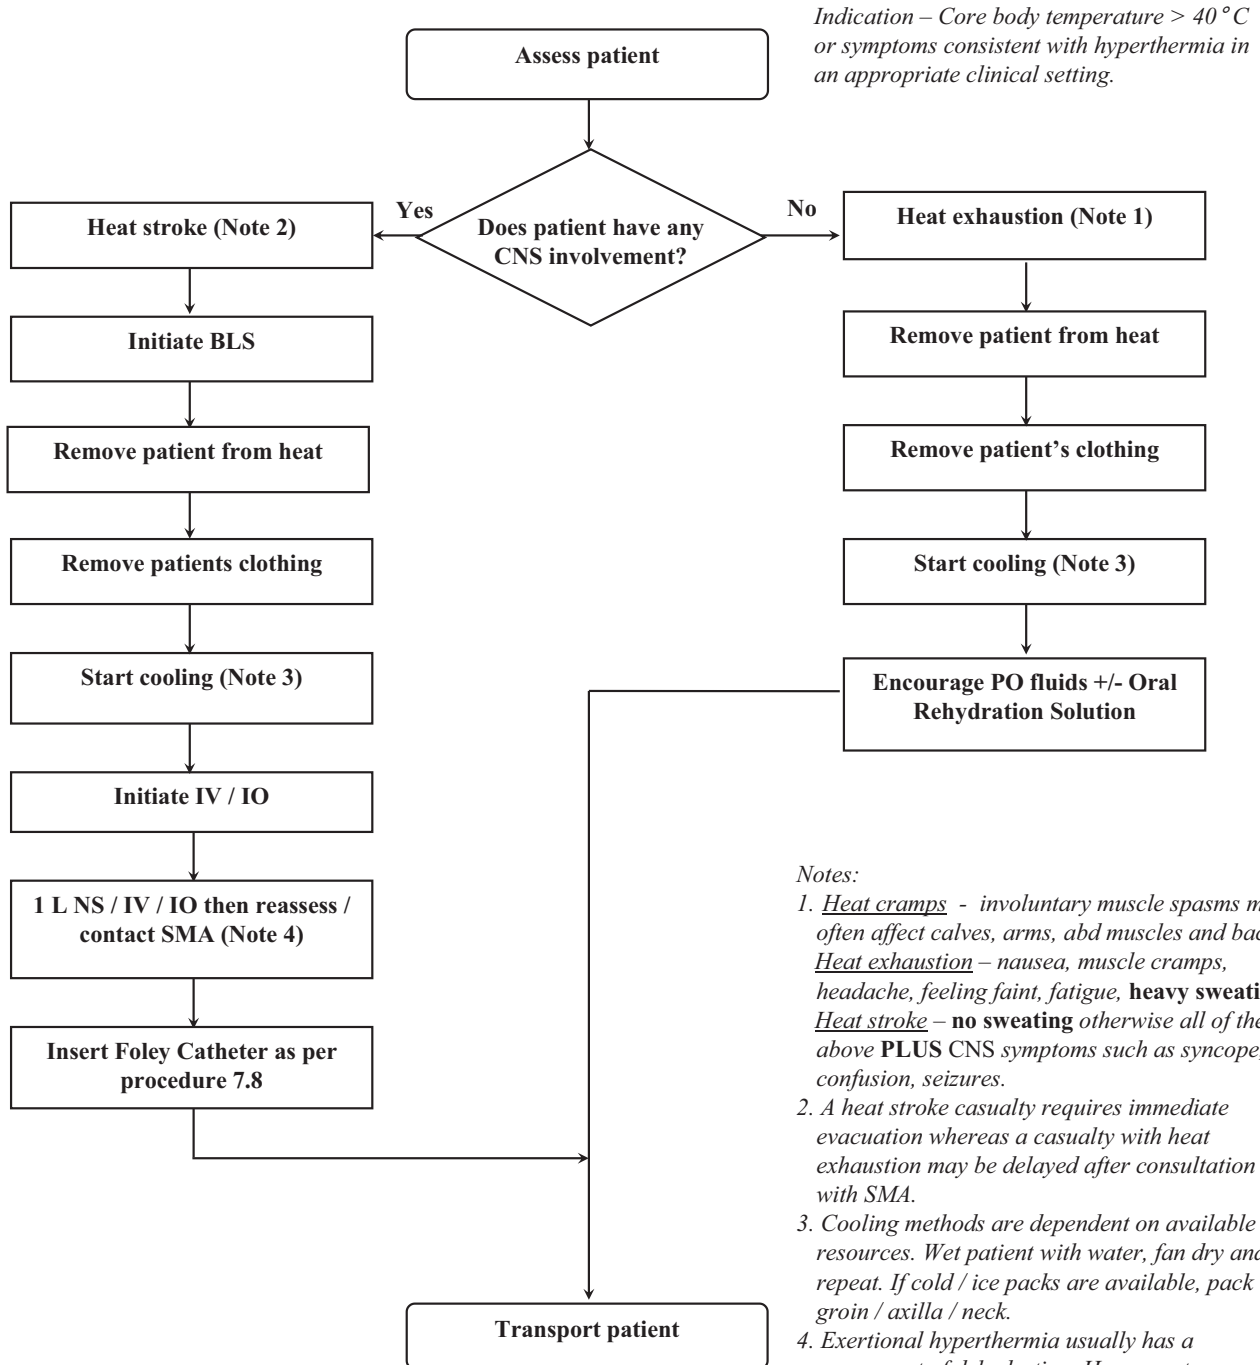 Indication – Core body temperature > 40°C
or symptoms consistent with hyperthermia in
an appropriate clinical setting.
Assess patient
Does patient have any
CNS involvement?
Yes
No
Heat stroke (Note 2)
Initiate BLS
Remove patient from heat
Remove patients clothing
Start cooling (Note 3)
Initiate IV / IO
1 L NS / IV / IO then reassess /
contact SMA (Note 4)
Insert Foley Catheter as per
procedure 7.8
Heat exhaustion (Note 1)
Remove patient from heat
Remove patient’s clothing
Start cooling (Note 3)
Encourage PO fluids +/- Oral
Rehydration Solution
Transport patient
Notes:
1. Heat cramps - involuntary muscle spasms
often affect calves, arms, abd muscles and
Heat exhaustion – nausea, muscle cramps,
headache, feeling faint, fatigue, heavy
Heat stroke – no sweating otherwise all of the
above PLUS CNS symptoms such as syncope,
confusion, seizures.
2. A heat stroke casualty requires immediate
evacuation whereas a casualty with heat
exhaustion may be delayed after consultation
with SMA.
3. Cooling methods are dependent on available
resources. Wet patient with water, fan dry and
repeat. If cold / ice packs are available, pack
groin / axilla / neck.
4. Exertional hyperthermia usually has a